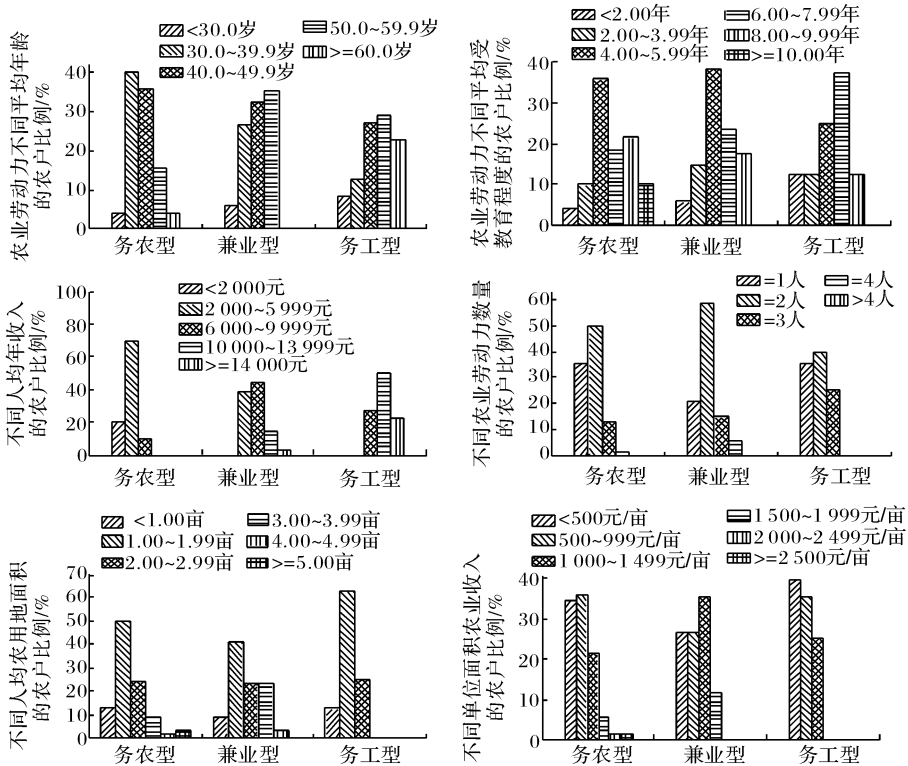 <30.0岁
30.0~39.9岁
40.0~49.9岁
50.0~59.9岁
>=60.0岁
农业劳动力不同平均年龄
的农户比例/%
40
30
20
10
0
务农型
兼业型
务工型
<2.00年
2.00~3.99年
4.00~5.99年
6.00~7.99年
8.00~9.99年
>=10.00年
农业劳动力不同平均受
教育程度的农户比例/%
40
30
20
10
0
务农型
兼业型
务工型
<2 000元
2 000~5 999元
6 000~9 999元
10 000~13 999元
>=14 000元
不同人均年收入
的农户比例/%
100
80
60
40
20
0
务农型
兼业型
务工型
=1人
=2人
=3人
=4人
>4人
不同农业劳动力数量
的农户比例/%
60
50
40
30
20
10
0
务农型
兼业型
务工型
<1.00亩
1.00~1.99亩
2.00~2.99亩
3.00~3.99亩
4.00~4.99亩
>=5.00亩
不同人均农用地面积
的农户比例/%
70
60
50
40
30
20
10
0
务农型
兼业型
务工型
<500元/亩
500~999元/亩
1 000~1 499元/亩
1 500~1 999元/亩
2 000~2 499元/亩
>=2 500元/亩
不同单位面积农业收入
的农户比例/%
40
30
20
10
0
务农型
兼业型
务工型